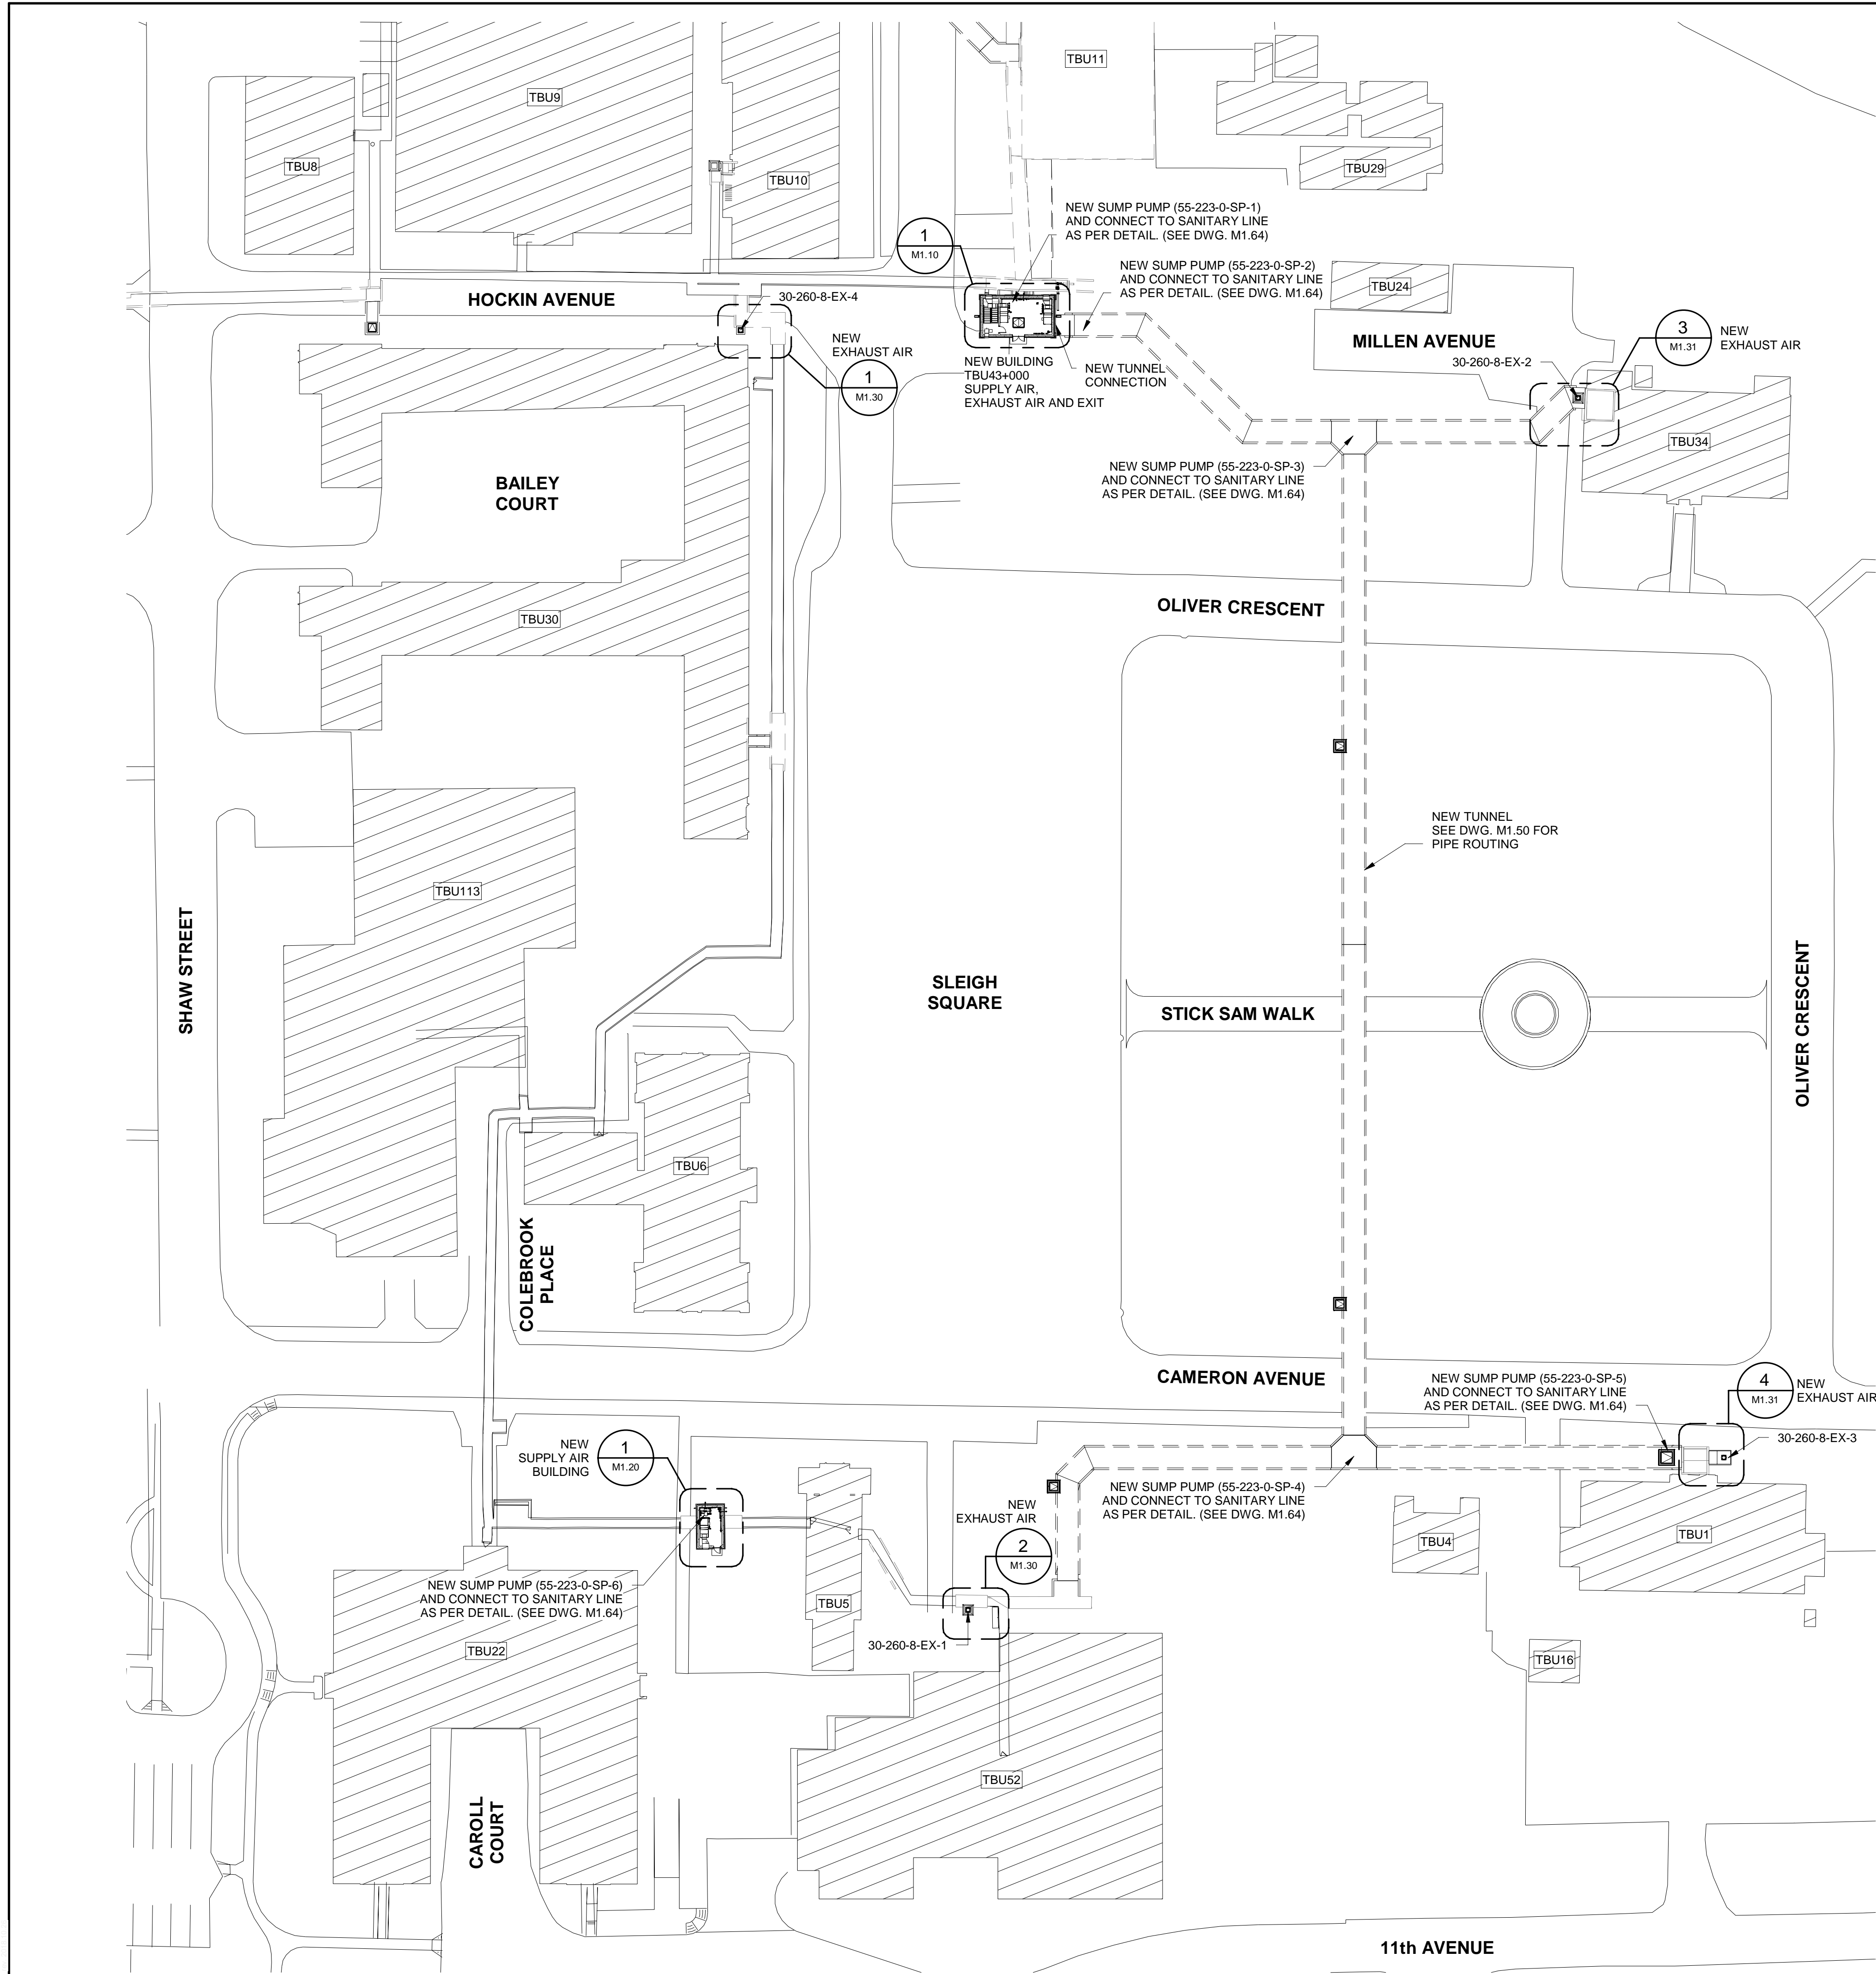 TBU11
TBU9
TBU8
TBU10
TBU29
NEW SUMP PUMP (55-223-0-SP-1)
AND CONNECT TO SANITARY LINE
AS PER DETAIL. (SEE DWG. M1.64)
1
M1.10
NEW SUMP PUMP (55-223-0-SP-2)
AND CONNECT TO SANITARY LINE
AS PER DETAIL. (SEE DWG. M1.64)
TBU24
HOCKIN AVENUE
30-260-8-EX-4
NEW
EXHAUST AIR
1
M1.30
NEW BUILDING
TBU43+000
SUPPLY AIR,
EXHAUST AIR AND EXIT
NEW TUNNEL
CONNECTION
MILLEN AVENUE
30-260-8-EX-2
3
M1.31
NEW
EXHAUST AIR
TBU34
NEW SUMP PUMP (55-223-0-SP-3)
AND CONNECT TO SANITARY LINE
AS PER DETAIL. (SEE DWG. M1.64)
BAILEY
COURT
TBU30
OLIVER CRESCENT
NEW TUNNEL
SEE DWG. M1.50 FOR
PIPE ROUTING
TBU113
SHAW STREET
SLEIGH
SQUARE
STICK SAM WALK
OLIVER CRESCENT
TBU6
COLEBROOK
PLACE
CAMERON AVENUE
NEW SUMP PUMP (55-223-0-SP-5)
AND CONNECT TO SANITARY LINE
AS PER DETAIL. (SEE DWG. M1.64)
4
M1.31
NEW
EXHAUST AIR
30-260-8-EX-3
NEW
SUPPLY AIR
BUILDING
1
M1.20
NEW SUMP PUMP (55-223-0-SP-4)
AND CONNECT TO SANITARY LINE
AS PER DETAIL. (SEE DWG. M1.64)
NEW
EXHAUST AIR
2
M1.30
TBU4
TBU1
NEW SUMP PUMP (55-223-0-SP-6)
AND CONNECT TO SANITARY LINE
AS PER DETAIL. (SEE DWG. M1.64)
TBU5
30-260-8-EX-1
TBU22
TBU16
TBU52
CAROLL
COURT
11th AVENUE